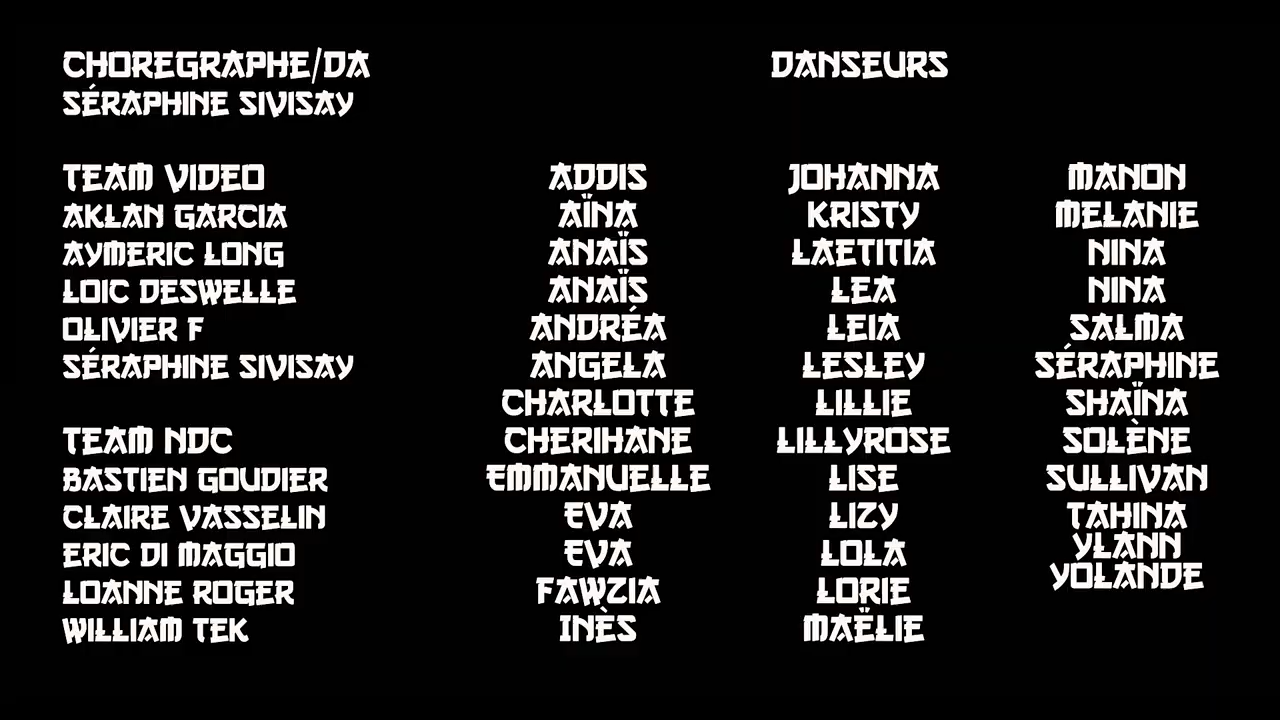 CHOREGRAPHE/DA
SÉRAPHINE SIVISAY
TEAM VIDEO
AKLAN GARCIA
AYMERIC LONG
LOIC DESWELLE
OLIVIER F
SÉRAPHINE SIVISAY
TEAM NDC
BASTIEN GOUDIER
CLAIRE VASSELIN
ERIC DI MAGGIO
LOANNE ROGER
WILLIAM TEK
DANSEURS
ADDIS
AÏNA
ANAÏS
ANAÏS
ANDRÉA
ANGELA
CHARLOTTE
CHERIHANE
EMMANUELLE
EVA
EVA
FAWZIA
INÈS
JOHANNA
KRISTY
LAETITIA
LEA
LEIA
LESLEY
LILLIE
LILLYROSE
LISE
LIZY
LOLA
LORIE
MAËLIE
MANON
MELANIE
NINA
NINA
SALMA
SÉRAPHINE
SHAÏNA
SOLÈNE
SULLIVAN
TAHINA
YLANN
YOLANDE